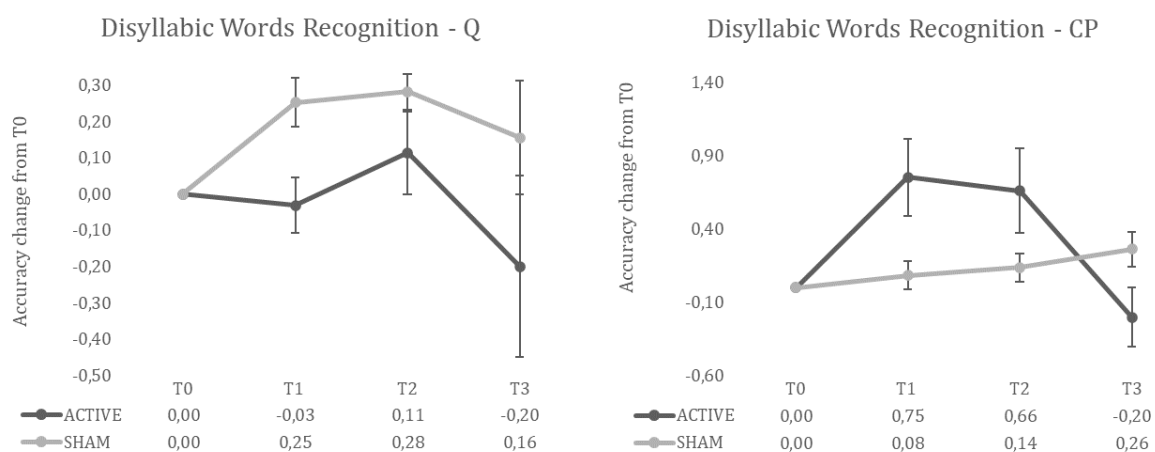 Disyllabic Words Recognition - Q
Accuracy change from T0
0,30
0,20
0,10
0,00
-0,10
-0,20
-0,30
-0,40
-0,50
T0 T1 T2 T3
ACTIVE 0,00 -0,03 0,11 -0,20
SHAM 0,00 0,25 0,28 0,16
Disyllabic Words Recognition - CP
Accuracy change from T0
1,40
0,90
0,40
-0,10
-0,60
T0 T1 T2 T3
ACTIVE 0,00 0,75 0,66 -0,20
SHAM 0,00 0,08 0,14 0,26